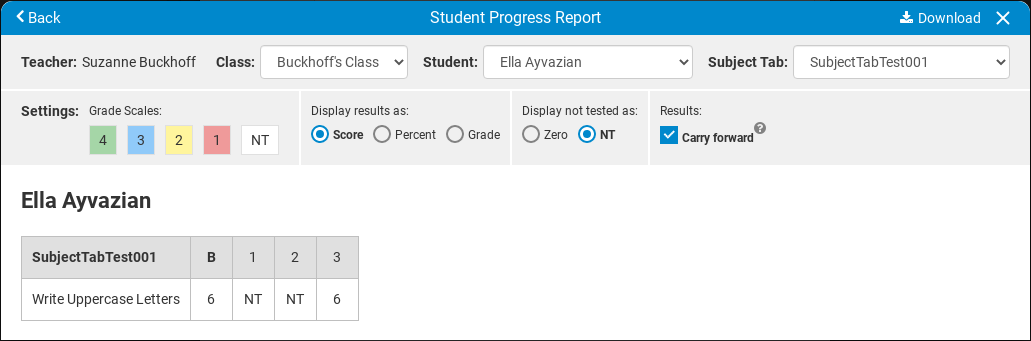 Back Student Progress Report Download
Teacher: Suzanne Buckhoff Class: Buckhoff's Class Student: Ella Ayvazian Subject Tab: SubjectTabTest001
Settings: Grade Scales: Display results as: Display not tested as: Results:
4 3 2 1 NT Score Percent Grade Zero NT Carry forward ?
Ella Ayvazian
SubjectTabTest001 B 1 2 3
Write Uppercase Letters 6 NT NT 6